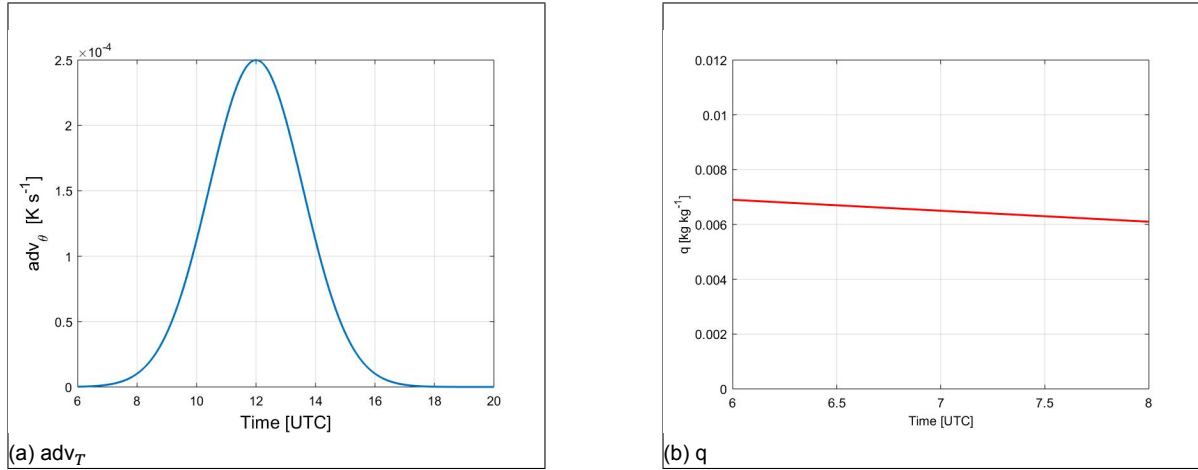 ×10⁻⁴
2.5
2
1.5
1
0.5
0
adv_θ [K s⁻¹]
6 8 10 12 14 16 18 20
Time [UTC]
(a) adv_T
0.012
0.01
0.008
0.006
0.004
0.002
0
q [kg kg⁻¹]
6 6.5 7 7.5 8
Time [UTC]
(b) q